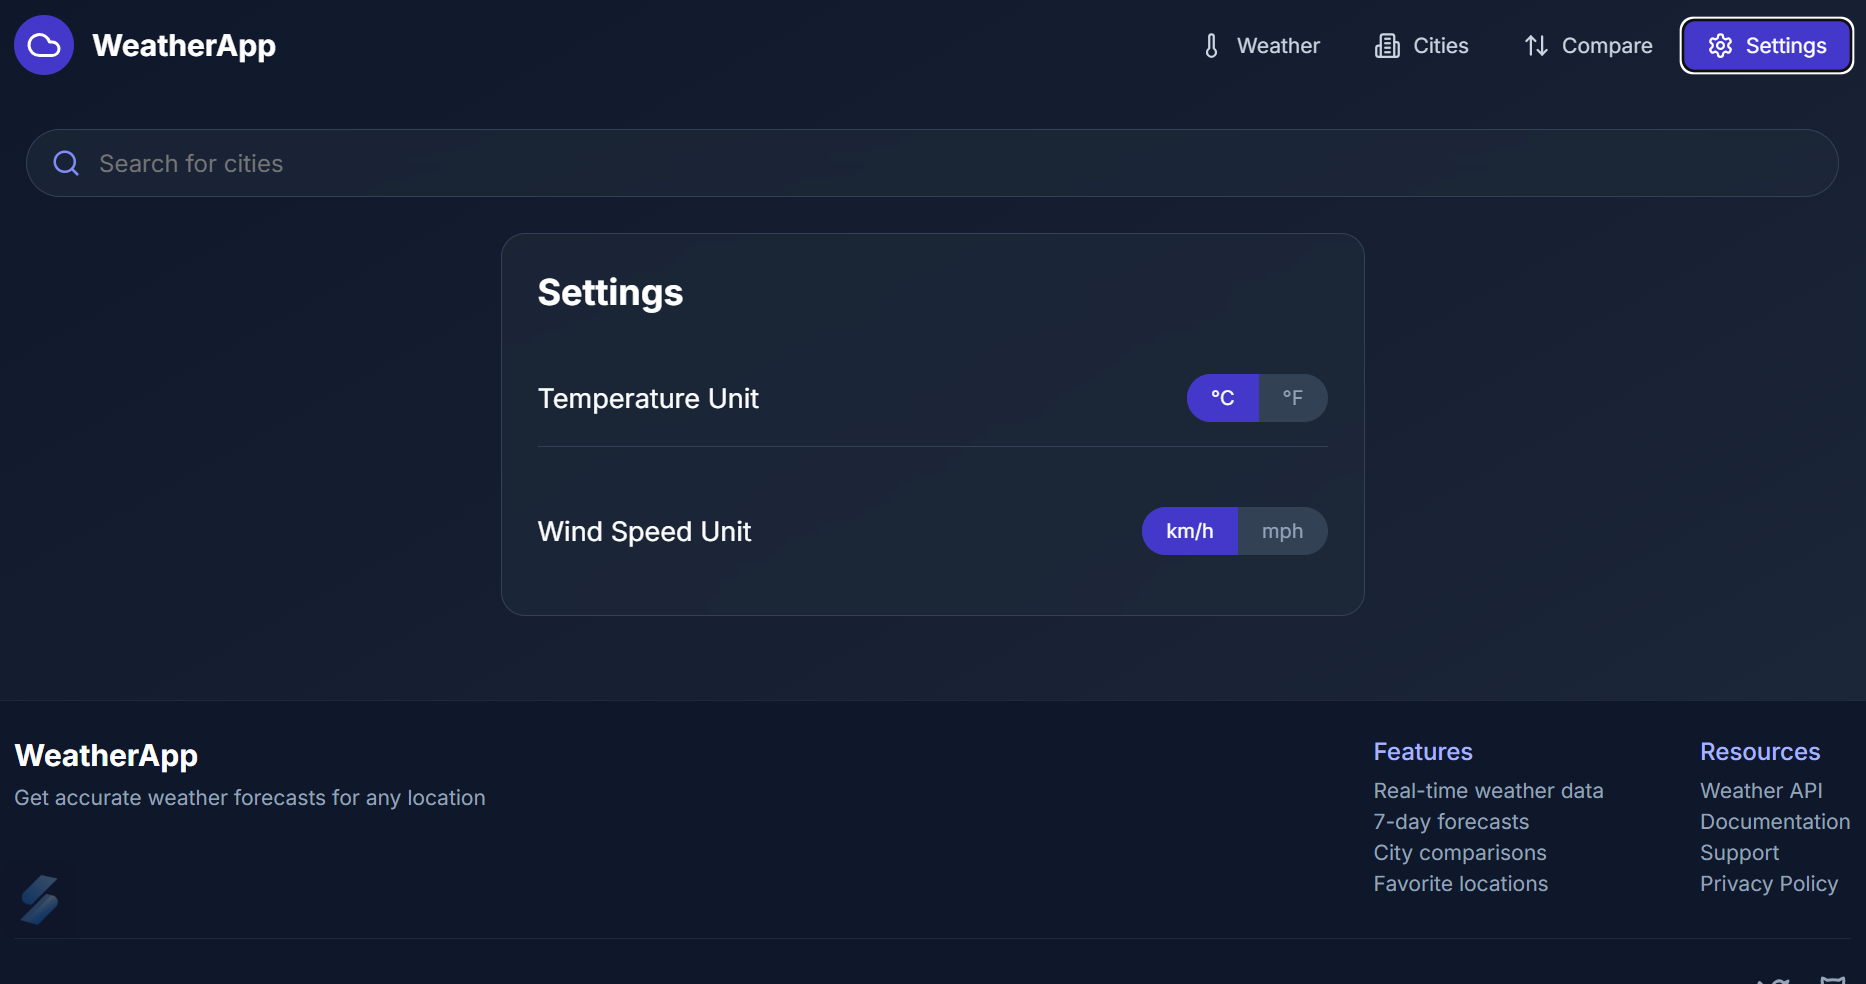 WeatherApp
Weather
Cities
Compare
Settings
Search for cities
Settings
Temperature Unit
°C
°F
Wind Speed Unit
km/h
mph
WeatherApp
Get accurate weather forecasts for any location
Features
Real-time weather data
7-day forecasts
City comparisons
Favorite locations
Resources
Weather API
Documentation
Support
Privacy Policy